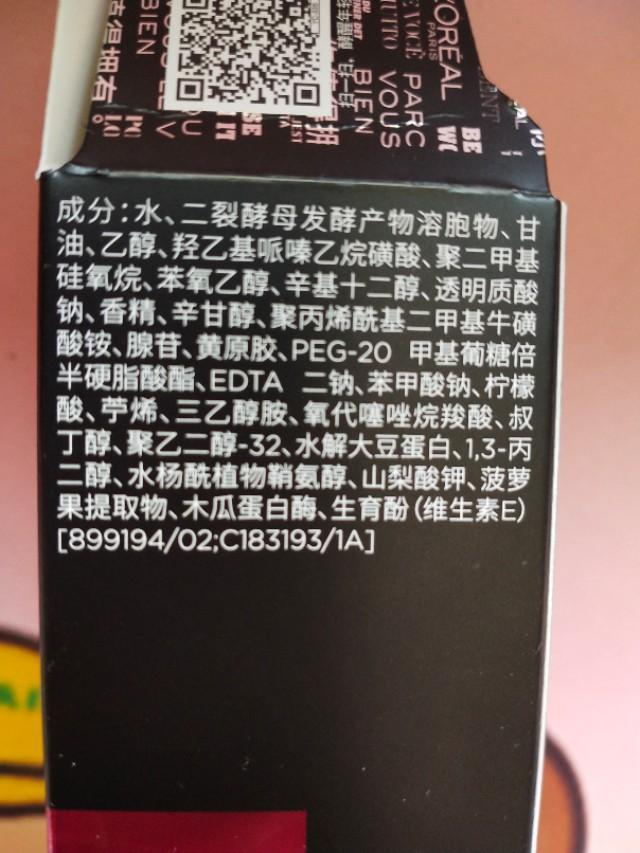 L'ORÉAL
PARIS
PARC
VOUS
BIEN
BIEN
成分:水、二裂酵母发酵产物溶胞物、甘
油、乙醇、羟乙基哌嗪乙烷磺酸、聚二甲基
硅氧烷、苯氧乙醇、辛基十二醇、透明质酸
钠、香精、辛甘醇、聚丙烯酰基二甲基牛磺
酸铵、腺苷、黄原胶、PEG-20 甲基葡糖倍
半硬脂酸酯、EDTA 二钠、苯甲酸钠、柠檬
酸、苧烯、三乙醇胺、氧代噻唑烷羧酸、叔
丁醇、聚乙二醇-32、水解大豆蛋白、1,3-丙
二醇、水杨酰植物鞘氨醇、山梨酸钾、菠萝
果提取物、木瓜蛋白酶、生育酚(维生素E)
[899194/02;C183193/1A]